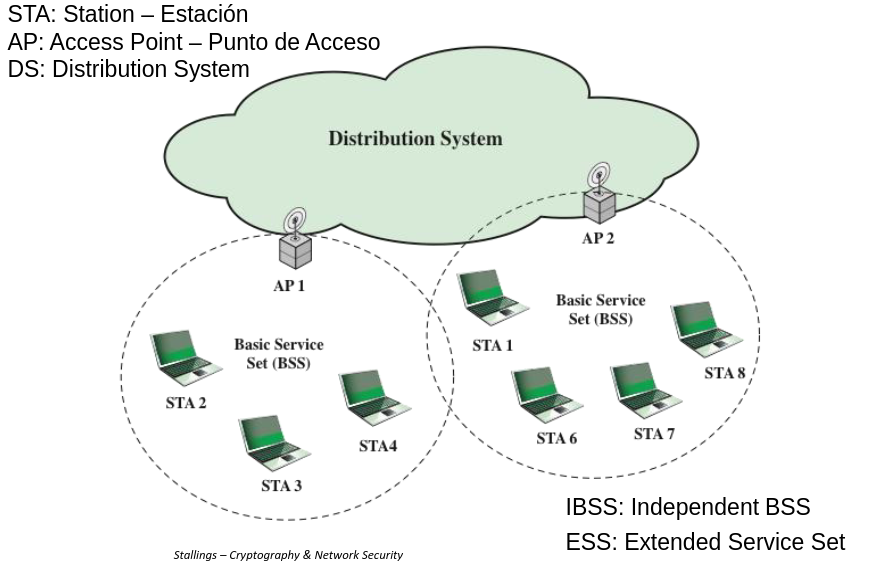 STA: Station – Estación
AP: Access Point – Punto de Acceso
DS: Distribution System
Distribution System
AP 2
AP 1
Basic Service
Set (BSS)
STA 1
Basic Service
Set (BSS)
STA 8
STA 2
STA 6
STA 7
STA4
STA 3
IBSS: Independent BSS
ESS: Extended Service Set
Stallings – Cryptography & Network Security